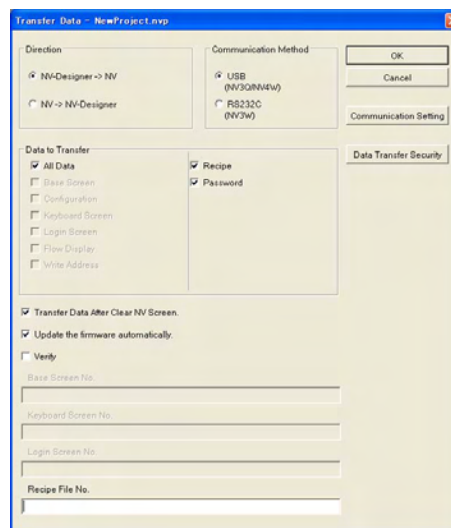 Transfer Data - NewProject.nvp
Direction
NV-Designer -> NV
NV -> NV-Designer
Communication Method
USB
(NV3Q/NV4W)
RS232C
(NV3W)
OK
Cancel
Communication Setting
Data Transfer Security
Data to Transfer
All Data
Base Screen
Configuration
Keyboard Screen
Login Screen
Flow Display
Write Address
Recipe
Password
Transfer Data After Clear NV Screen.
Update the firmware automatically.
Verify
Base Screen No.
Keyboard Screen No.
Login Screen No.
Recipe File No.